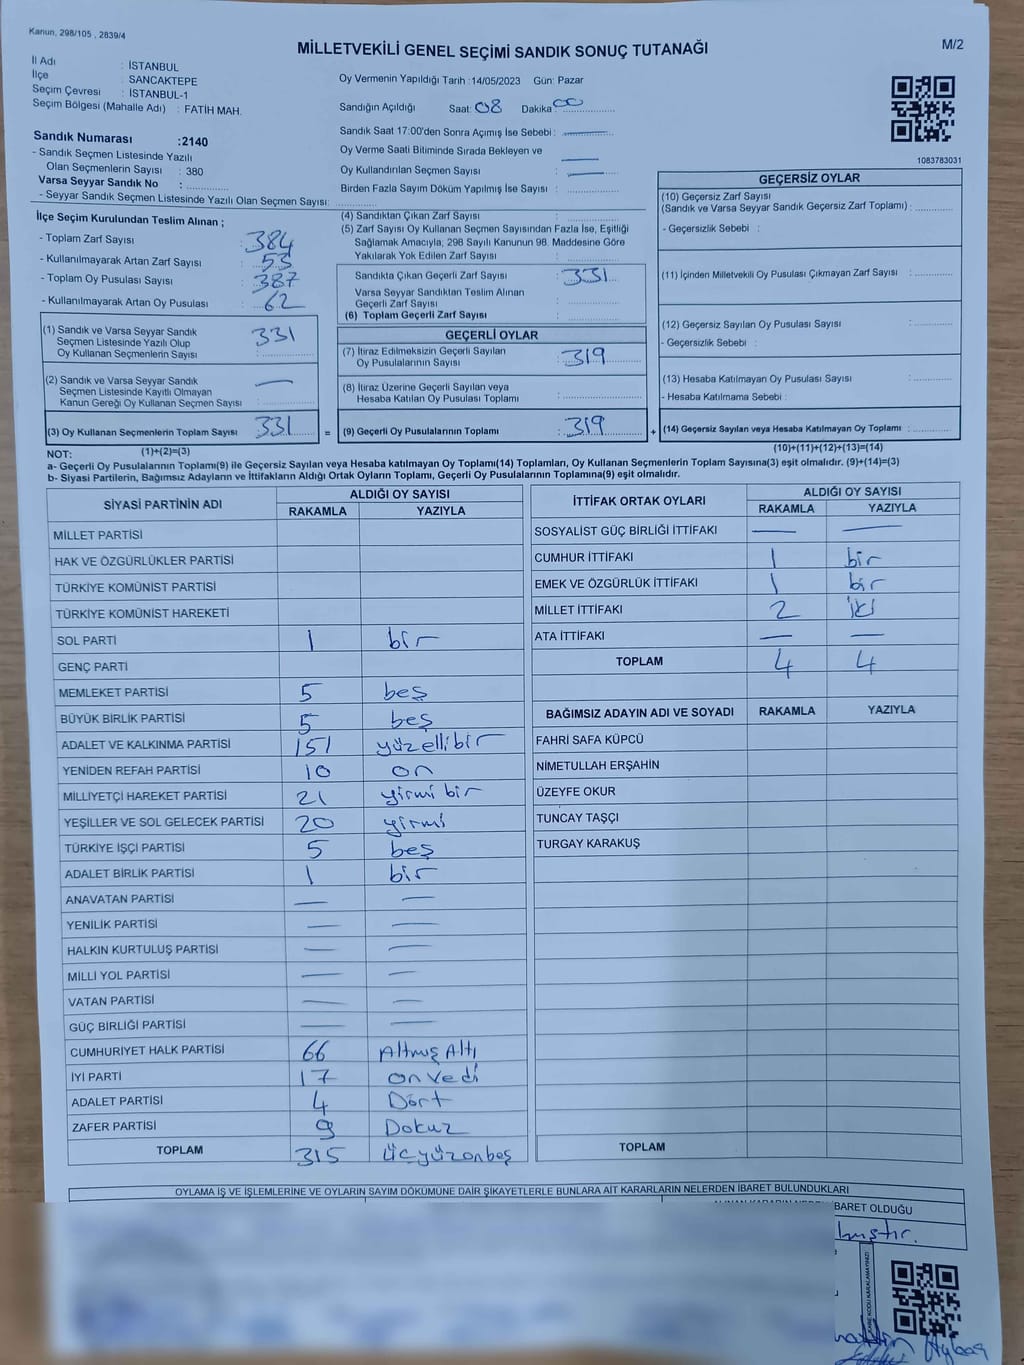 Kanun, 298/105 , 2839/4
MİLLETVEKİLİ GENEL SEÇİMİ SANDIK SONUÇ TUTANAĞI
M/2
İl Adı : İSTANBUL
İlçe : SANCAKTEPE
Seçim Çevresi : İSTANBUL-1
Seçim Bölgesi (Mahalle Adı) : FATİH MAH.
Oy Vermenin Yapıldığı Tarih :14/05/2023 Gün: Pazar
Sandığın Açıldığı Saat: 08 Dakika 00
Sandık Saat 17:00'den Sonra Açımış İse Sebebi : —
Oy Verme Saati Bitiminde Sırada Bekleyen ve —
Oy Kullandırılan Seçmen Sayısı : —
Birden Fazla Sayım Döküm Yapılmış İse Sayısı :
1083783031
Sandık Numarası :2140
- Sandık Seçmen Listesinde Yazılı
Olan Seçmenlerin Sayısı : 380
Varsa Seyyar Sandık No :
- Seyyar Sandık Seçmen Listesinde Yazılı Olan Seçmen Sayısı:
İlçe Seçim Kurulundan Teslim Alınan ;
- Toplam Zarf Sayısı : 384
- Kullanılmayarak Artan Zarf Sayısı : 53
- Toplam Oy Pusulası Sayısı : 387
- Kullanılmayarak Artan Oy Pusulası : 62
(1) Sandık ve Varsa Seyyar Sandık
Seçmen Listesinde Yazılı Olup
Oy Kullanan Seçmenlerin Sayısı : 331
(2) Sandık ve Varsa Seyyar Sandık
Seçmen Listesinde Kayıtlı Olmayan
Kanun Gereği Oy Kullanan Seçmen Sayısı : —
(3) Oy Kullanan Seçmenlerin Toplam Sayısı 331 =
(1)+(2)=(3)
(4) Sandıktan Çıkan Zarf Sayısı :
(5) Zarf Sayısı Oy Kullanan Seçmen Sayısından Fazla İse, Eşitliği
Sağlamak Amacıyla; 298 Sayılı Kanunun 98. Maddesine Göre
Yakılarak Yok Edilen Zarf Sayısı :
Sandıkta Çıkan Geçerli Zarf Sayısı : 331
Varsa Seyyar Sandıktan Teslim Alınan
Geçerli Zarf Sayısı :
(6) Toplam Geçerli Zarf Sayısı :
GEÇERLİ OYLAR
(7) İtiraz Edilmeksizin Geçerli Sayılan
Oy Pusulalarının Sayısı : 319
(8) İtiraz Üzerine Geçerli Sayılan veya
Hesaba Katılan Oy Pusulası Toplamı :
(9) Geçerli Oy Pusulalarının Toplamı : 319 +
GEÇERSİZ OYLAR
(10) Geçersiz Zarf Sayısı
(Sandık ve Varsa Seyyar Sandık Geçersiz Zarf Toplamı) :
- Geçersizlik Sebebi :
(11) İçinden Milletvekili Oy Pusulası Çıkmayan Zarf Sayısı :
(12) Geçersiz Sayılan Oy Pusulası Sayısı :
- Geçersizlik Sebebi :
(13) Hesaba Katılmayan Oy Pusulası Sayısı :
- Hesaba Katılmama Sebebi :
(14) Geçersiz Sayılan veya Hesaba Katılmayan Oy Toplamı :
(10)+(11)+(12)+(13)=(14)
NOT:
a- Geçerli Oy Pusulalarının Toplamı(9) ile Geçersiz Sayılan veya Hesaba katılmayan Oy Toplamı(14) Toplamları, Oy Kullanan Seçmenlerin Toplam Sayısına(3) eşit olmalıdır. (9)+(14)=(3)
b- Siyasi Partilerin, Bağımsız Adayların ve İttifakların Aldığı Ortak Oyların Toplamı, Geçerli Oy Pusulalarının Toplamına(9) eşit olmalıdır.
SİYASİ PARTİNİN ADI ALDIĞI OY SAYISI
RAKAMLA YAZIYLA
MİLLET PARTİSİ
HAK VE ÖZGÜRLÜKLER PARTİSİ
TÜRKİYE KOMÜNİST PARTİSİ
TÜRKİYE KOMÜNİST HAREKETİ
SOL PARTİ 1 bir
GENÇ PARTİ
MEMLEKET PARTİSİ 5 beş
BÜYÜK BİRLİK PARTİSİ 5 beş
ADALET VE KALKINMA PARTİSİ 151 yüzellibir
YENİDEN REFAH PARTİSİ 10 on
MİLLİYETÇİ HAREKET PARTİSİ 21 yirmi bir
YEŞİLLER VE SOL GELECEK PARTİSİ 20 yirmi
TÜRKİYE İŞÇİ PARTİSİ 5 beş
ADALET BİRLİK PARTİSİ 1 bir
ANAVATAN PARTİSİ — —
YENİLİK PARTİSİ — —
HALKIN KURTULUŞ PARTİSİ — —
MİLLİ YOL PARTİSİ — —
VATAN PARTİSİ — —
GÜÇ BİRLİĞİ PARTİSİ — —
CUMHURİYET HALK PARTİSİ 66 Altmış Altı
İYİ PARTİ 17 on Yedi
ADALET PARTİSİ 4 Dört
ZAFER PARTİSİ 9 Dokuz
TOPLAM 315 üçyüzonbeş
İTTİFAK ORTAK OYLARI ALDIĞI OY SAYISI
RAKAMLA YAZIYLA
SOSYALİST GÜÇ BİRLİĞİ İTTİFAKI — —
CUMHUR İTTİFAKI 1 bir
EMEK VE ÖZGÜRLÜK İTTİFAKI 1 bir
MİLLET İTTİFAKI 2 iki
ATA İTTİFAKI — —
TOPLAM 4 4
BAĞIMSIZ ADAYIN ADI VE SOYADI RAKAMLA YAZIYLA
FAHRİ SAFA KÜPCÜ
NİMETULLAH ERŞAHİN
ÜZEYFE OKUR
TUNCAY TAŞÇI
TURGAY KARAKUŞ
TOPLAM
OYLAMA İŞ VE İŞLEMLERİNE VE OYLARIN SAYIM DÖKÜMÜNE DAİR ŞİKAYETLERLE BUNLARA AİT KARARLARIN NELERDEN İBARET BULUNDUKLARI
BARET OLDUĞU